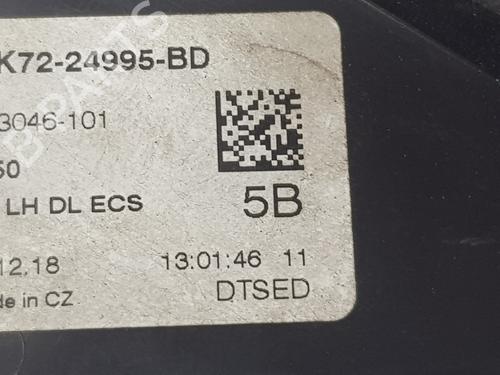 K72-24995-BD
3046-101
50
LH DL ECS
5B
12,18
13:01:46 11
de in CZ
DTSED
B PARTS